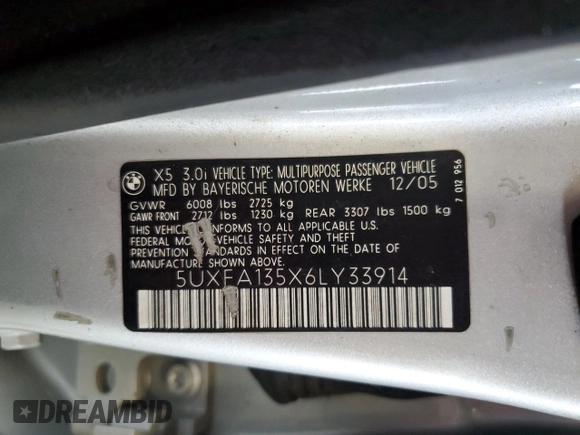 BMW
X5 3.0i VEHICLE TYPE: MULTIPURPOSE PASSENGER VEHICLE
MFD BY BAYERISCHE MOTOREN WERKE 12/05
GVWR 6008 lbs 2725 kg
GAWR FRONT 2712 lbs 1230 kg REAR 3307 lbs 1500 kg
THIS VEHICLE CONFORMS TO ALL APPLICABLE
FEDERAL MOTOR VEHICLE SAFETY AND THEFT
PREVENTION STANDARDS IN EFFECT ON THE DATE
OF MANUFACTURE SHOWN ABOVE.
5UXFA135X6LY33914
7 012 956
DREAMBID